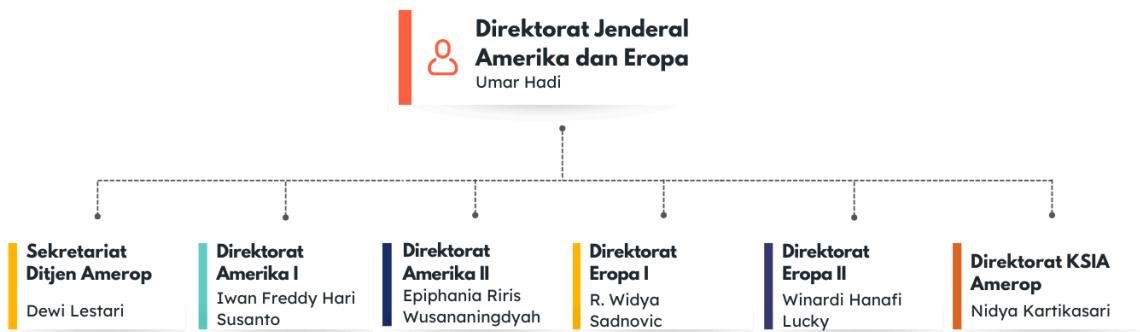 Direktorat Jenderal
Amerika dan Eropa
Umar Hadi
Sekretariat
Ditjen Amerop
Dewi Lestari
Direktorat
Amerika I
Iwan Freddy Hari
Susanto
Direktorat
Amerika II
Epiphania Riris
Wusananingdyah
Direktorat
Eropa I
R. Widya
Sadnovic
Direktorat
Eropa II
Winardi Hanafi
Lucky
Direktorat KSIA
Amerop
Nidya Kartikasari